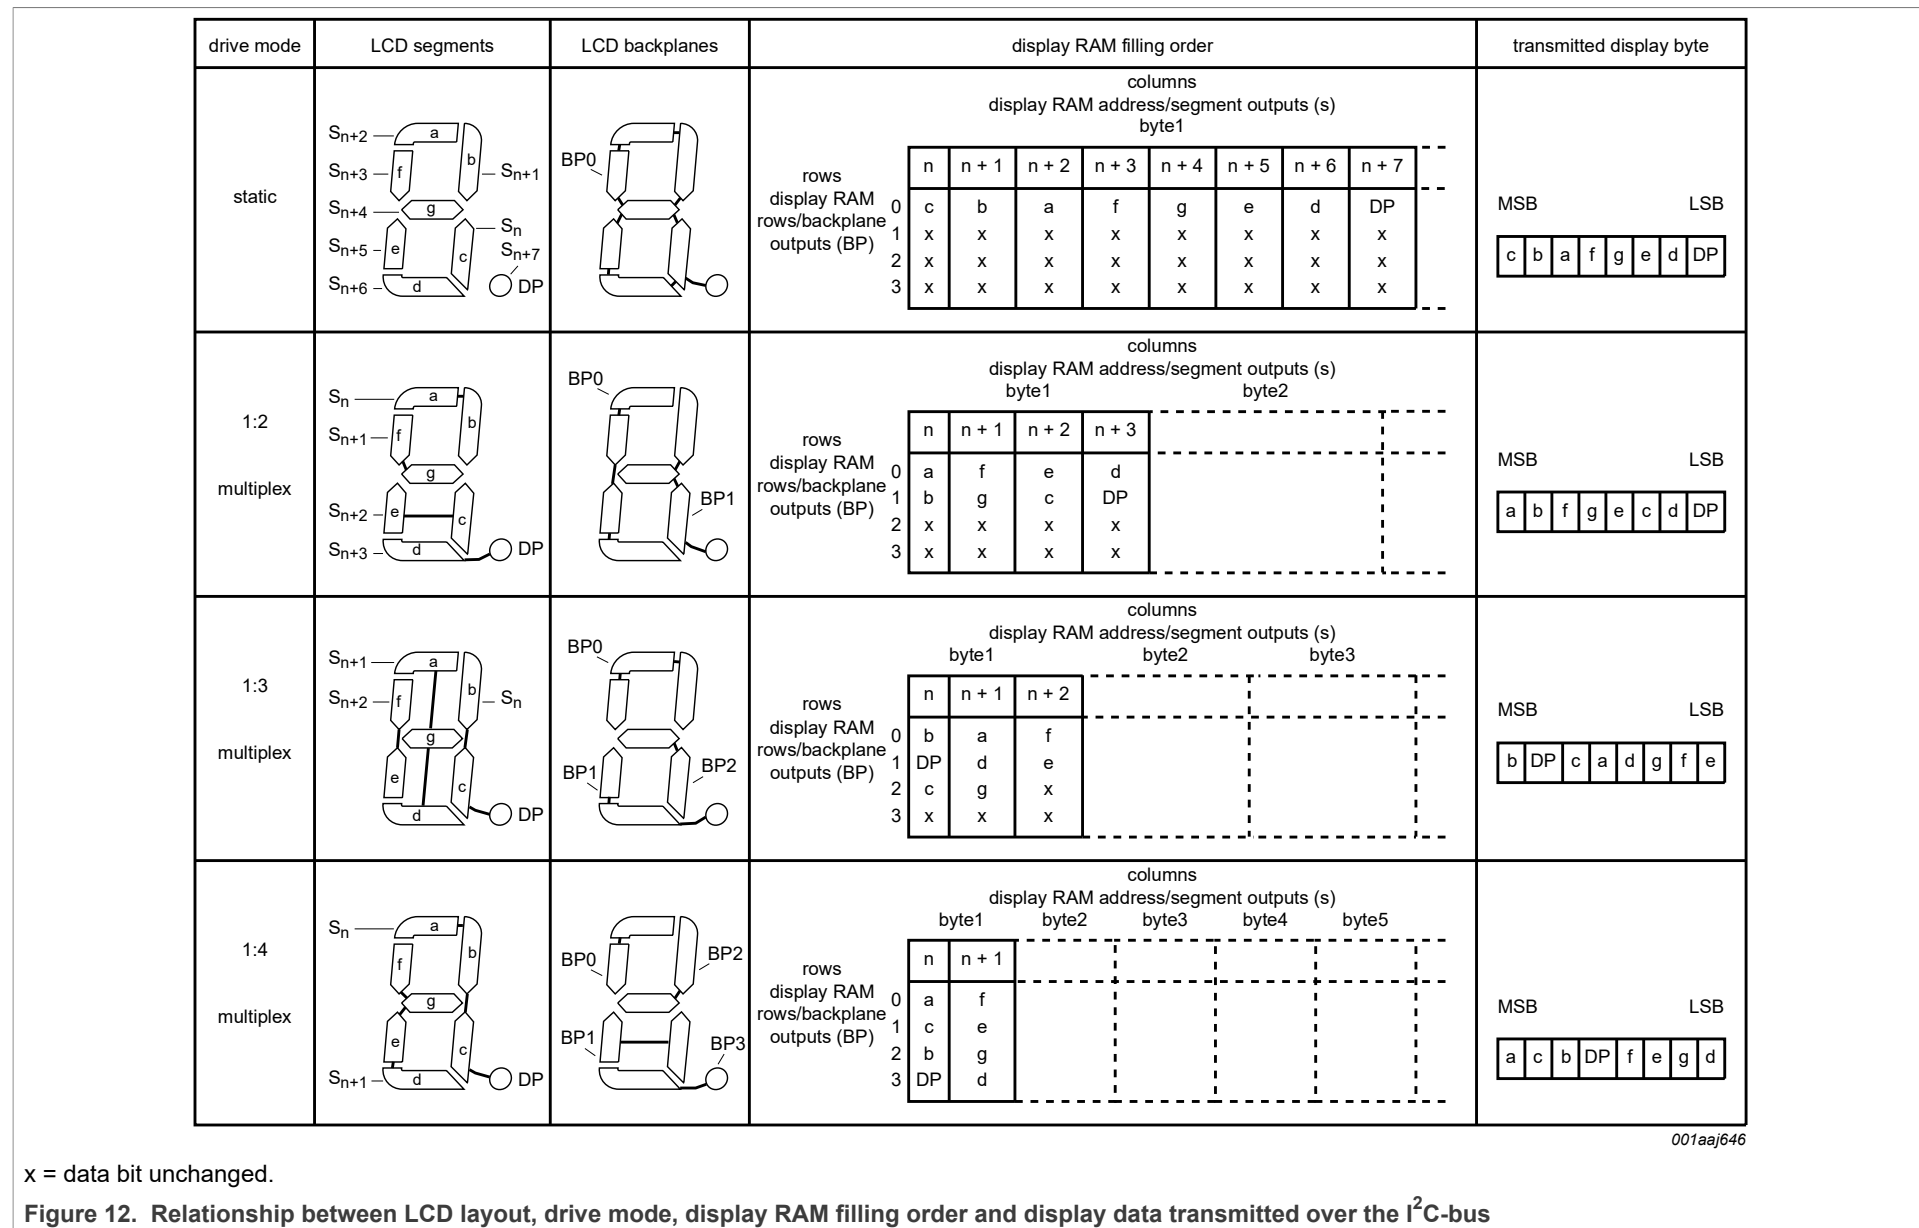 drive mode LCD segments LCD backplanes display RAM filling order transmitted display byte
static
Sn+2 a
Sn+3 f b Sn+1
Sn+4 g
Sn
Sn+5 e c Sn+7
Sn+6 d DP
BP0
columns
display RAM address/segment outputs (s)
byte1
rows
display RAM
rows/backplane
outputs (BP)
n n + 1 n + 2 n + 3 n + 4 n + 5 n + 6 n + 7
0 c b a f g e d DP
1 x x x x x x x x
2 x x x x x x x x
3 x x x x x x x x
MSB LSB
c b a f g e d DP
1:2
multiplex
Sn a
Sn+1 f b
g
Sn+2 e c
Sn+3 d DP
BP0
BP1
columns
display RAM address/segment outputs (s)
byte1 byte2
rows
display RAM
rows/backplane
outputs (BP)
n n + 1 n + 2 n + 3
0 a f e d
1 b g c DP
2 x x x x
3 x x x x
MSB LSB
a b f g e c d DP
1:3
multiplex
Sn+1 a
Sn+2 f b Sn
g
e c
d DP
BP0
BP1 BP2
columns
display RAM address/segment outputs (s)
byte1 byte2 byte3
rows
display RAM
rows/backplane
outputs (BP)
n n + 1 n + 2
0 b a f
1 DP d e
2 c g x
3 x x x
MSB LSB
b DP c a d g f e
1:4
multiplex
Sn a
f b
g
e c
Sn+1 d DP
BP0 BP2
BP1 BP3
columns
display RAM address/segment outputs (s)
byte1 byte2 byte3 byte4 byte5
rows
display RAM
rows/backplane
outputs (BP)
n n + 1
0 a f
1 c e
2 b g
3 DP d
MSB LSB
a c b DP f e g d
001aaj646
x = data bit unchanged.
Figure 12. Relationship between LCD layout, drive mode, display RAM filling order and display data transmitted over the I²C-bus